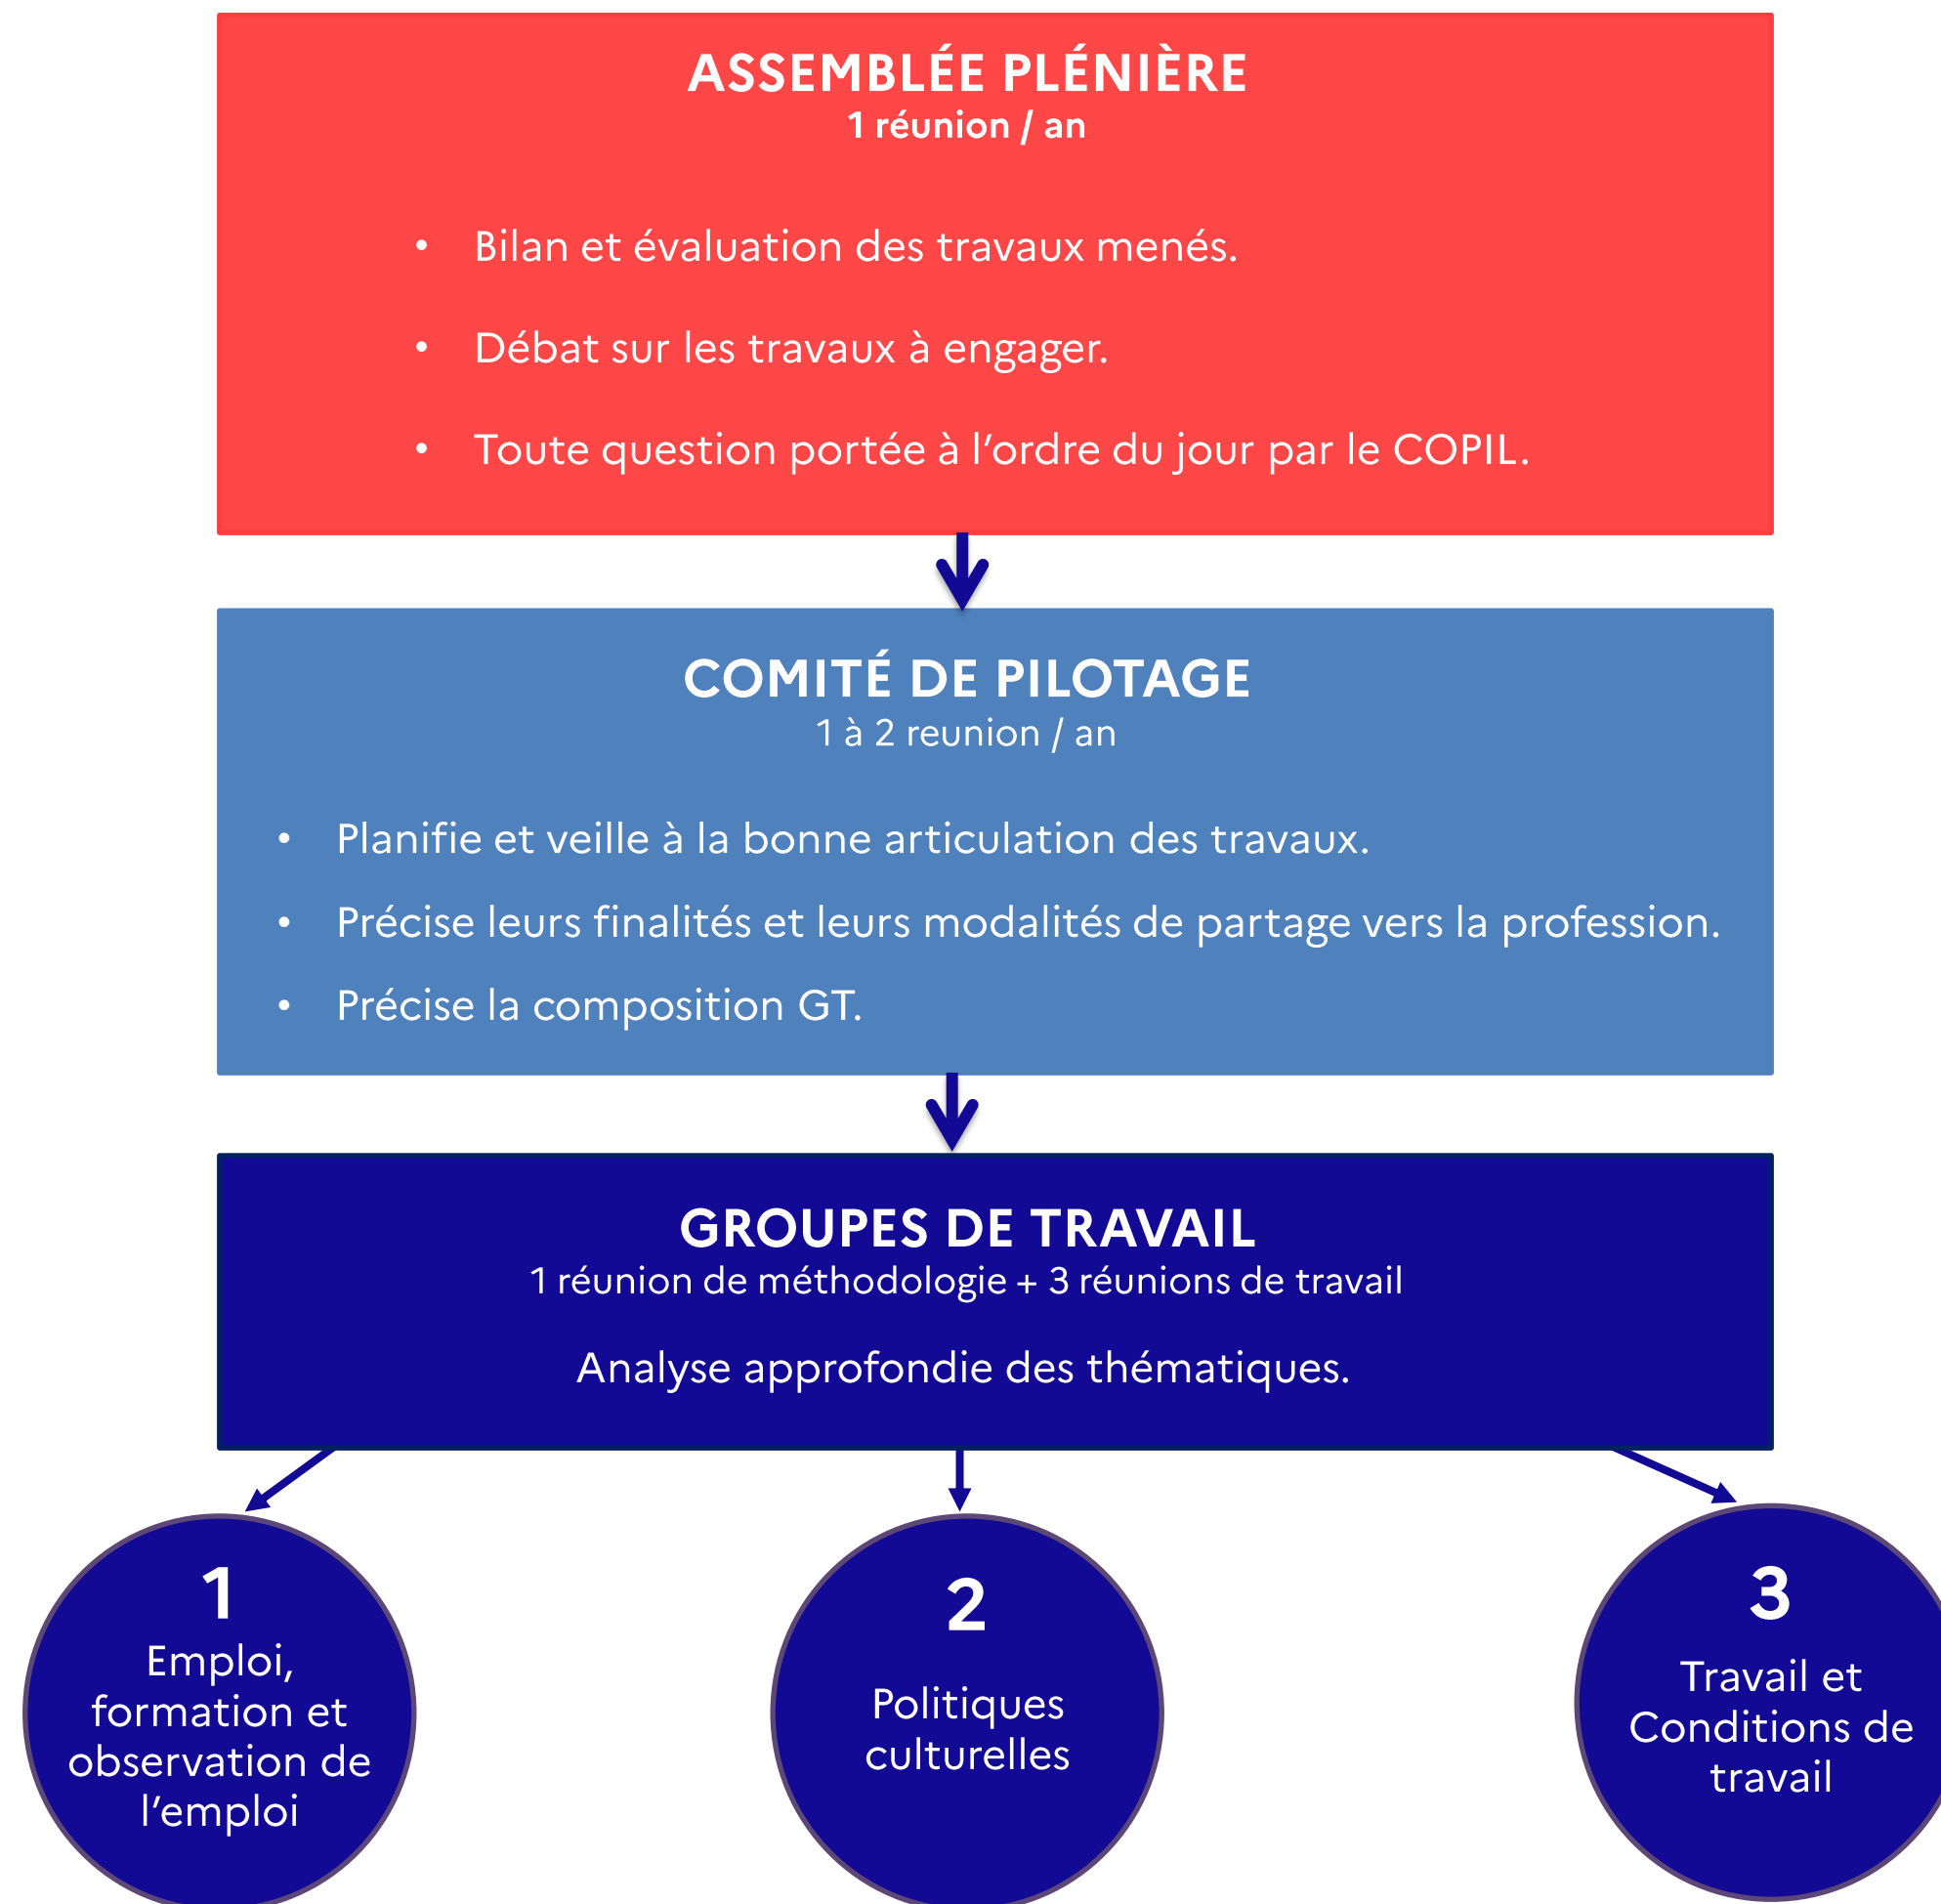 ASSEMBLÉE PLÉNIÈRE
1 réunion / an
• Bilan et évaluation des travaux menés.
• Débat sur les travaux à engager.
• Toute question portée à l’ordre du jour par le COPIL.
COMITÉ DE PILOTAGE
1 à 2 reunion / an
• Planifie et veille à la bonne articulation des travaux.
• Précise leurs finalités et leurs modalités de partage vers la profession.
• Précise la composition GT.
GROUPES DE TRAVAIL
1 réunion de méthodologie + 3 réunions de travail
Analyse approfondie des thématiques.
1
Emploi,
formation et
observation de
l’emploi
2
Politiques
culturelles
3
Travail et
Conditions de
travail